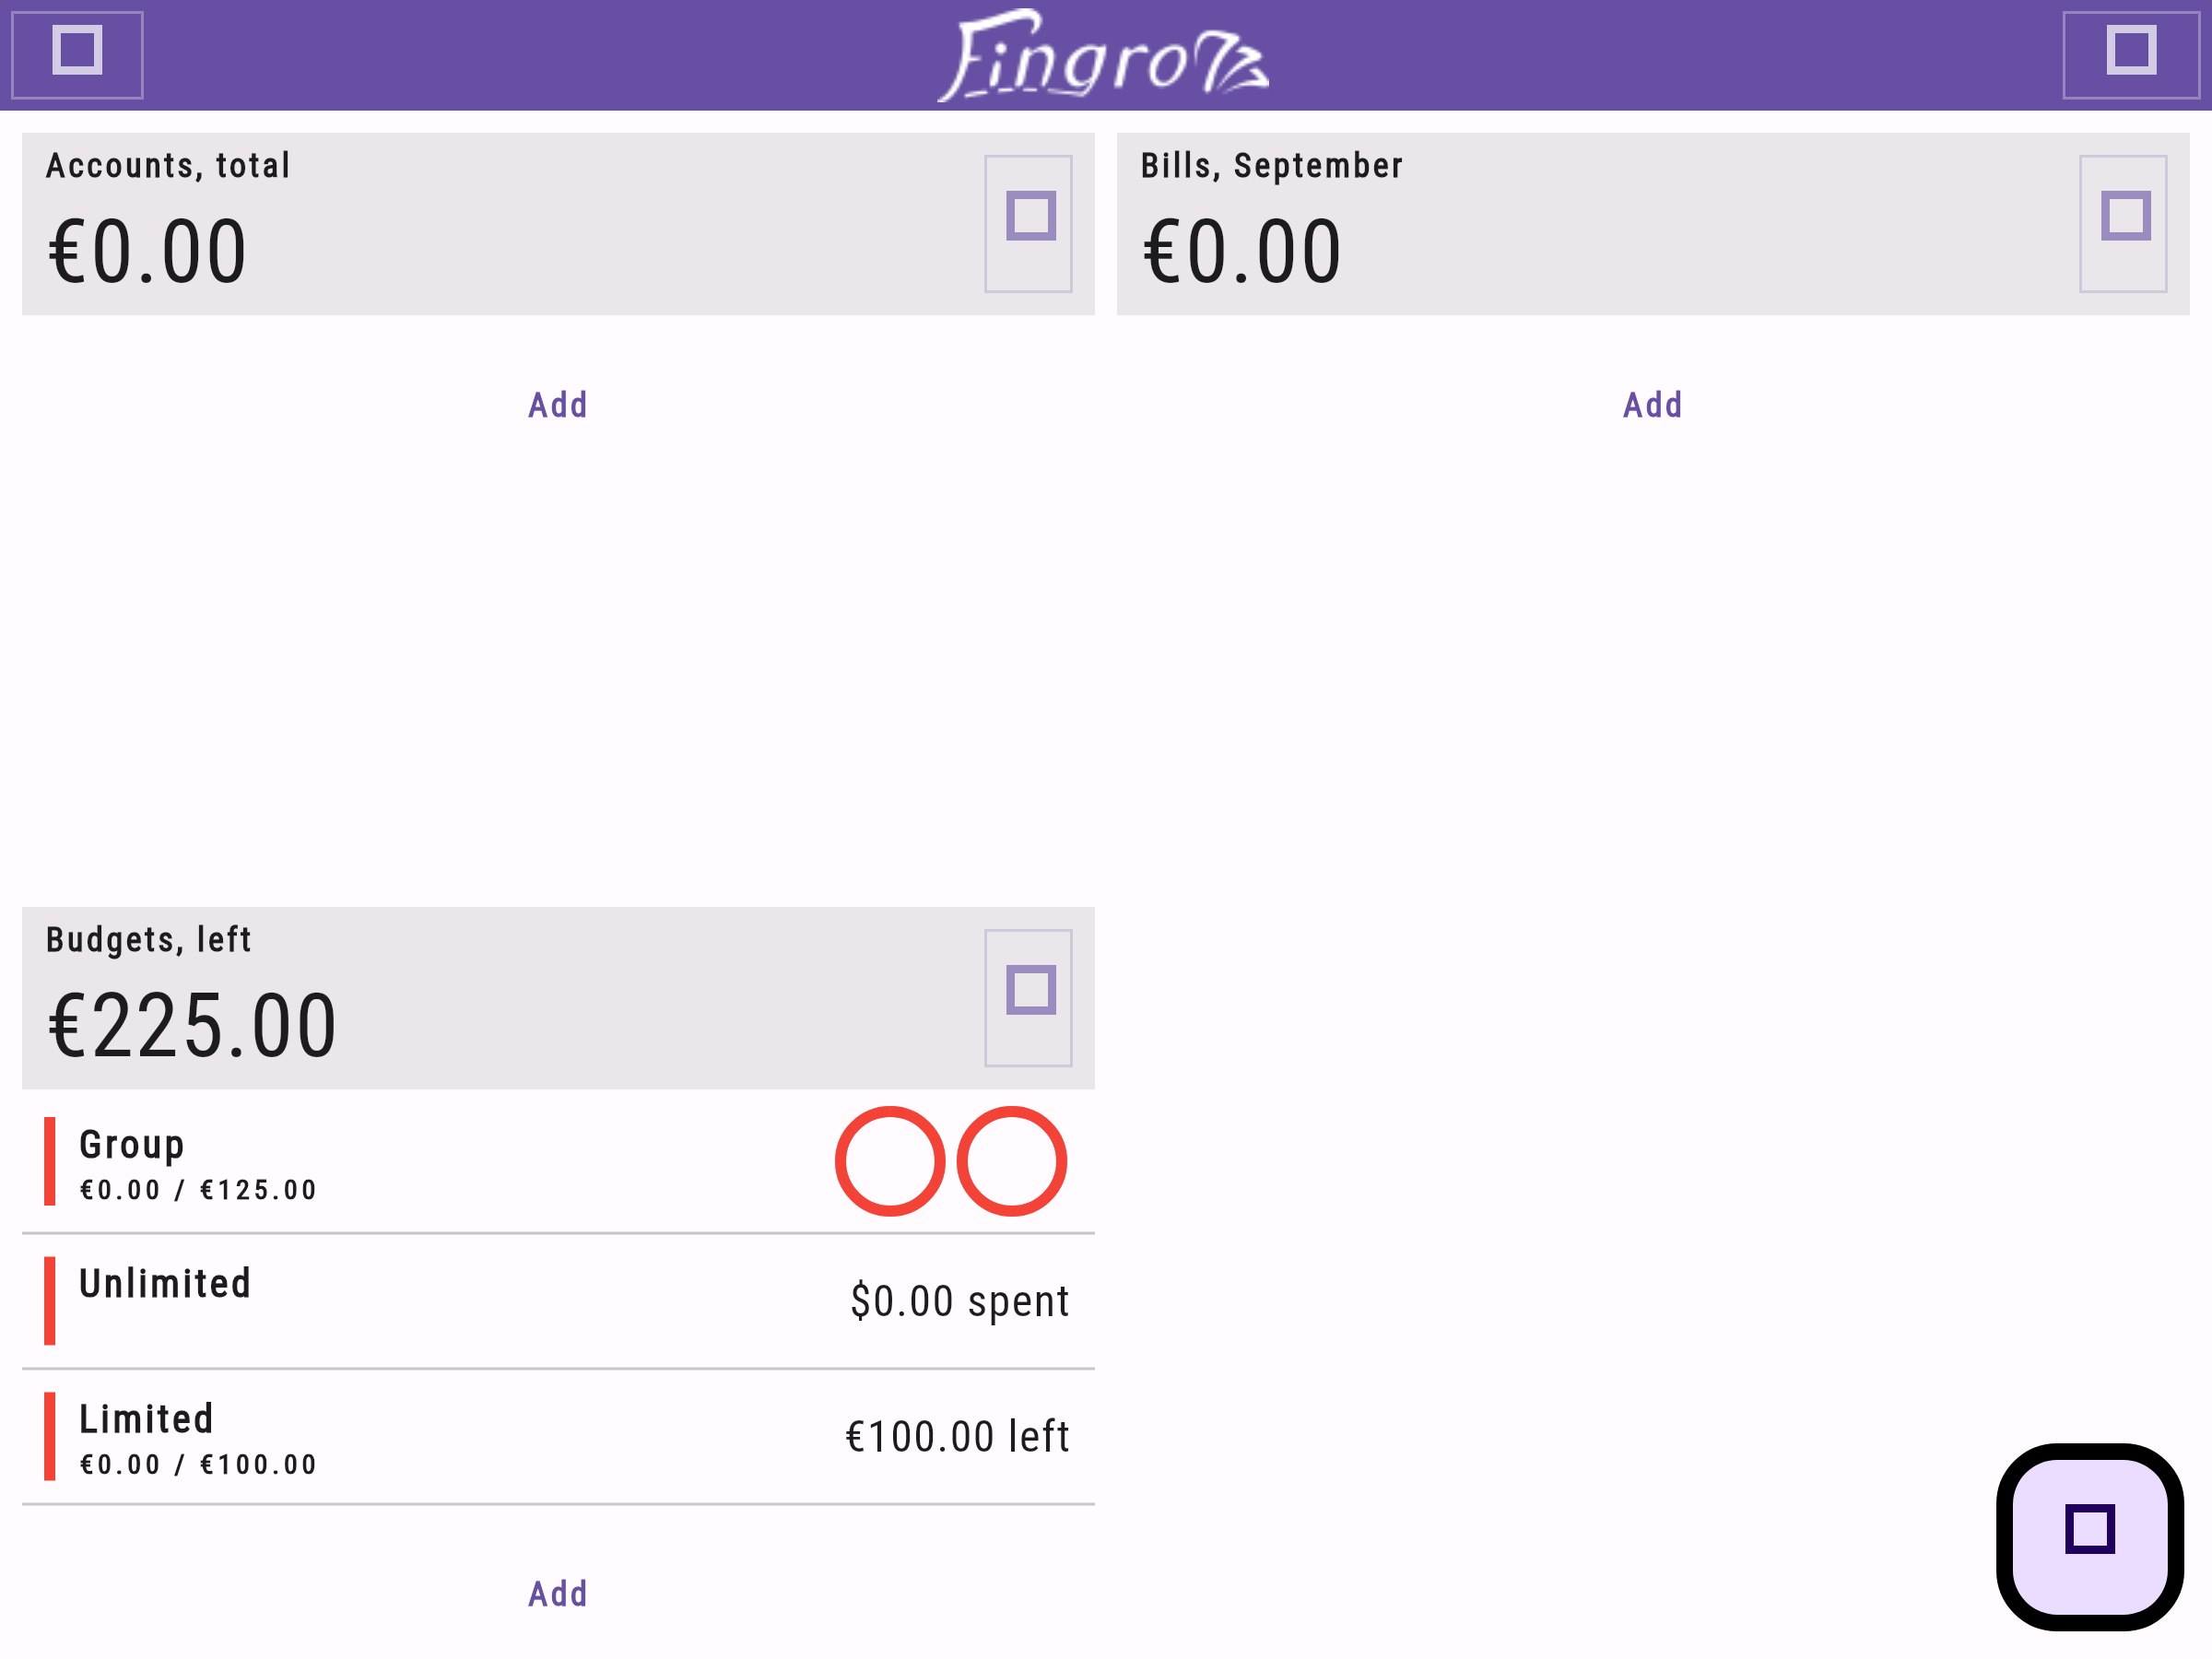 Fingrom
Accounts, total
€0.00
Add
Bills, September
€0.00
Add
Budgets, left
€225.00
Group
€0.00 / €125.00
Unlimited
$0.00 spent
Limited
€0.00 / €100.00
€100.00 left
Add